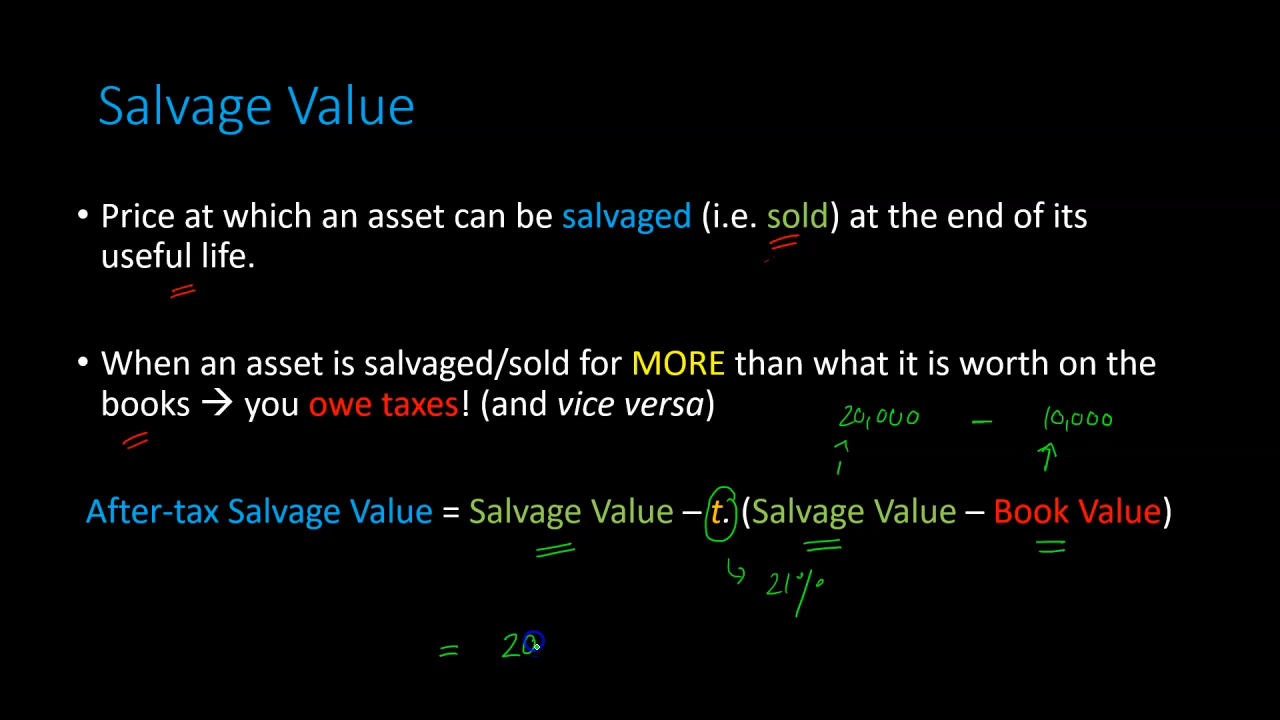 Salvage Value
• Price at which an asset can be salvaged (i.e. sold) at the end of its
useful life.
• When an asset is salvaged/sold for MORE than what it is worth on the
books → you owe taxes! (and vice versa)
20,000 – 10,000
After-tax Salvage Value = Salvage Value – t. (Salvage Value – Book Value)
21%
= 20